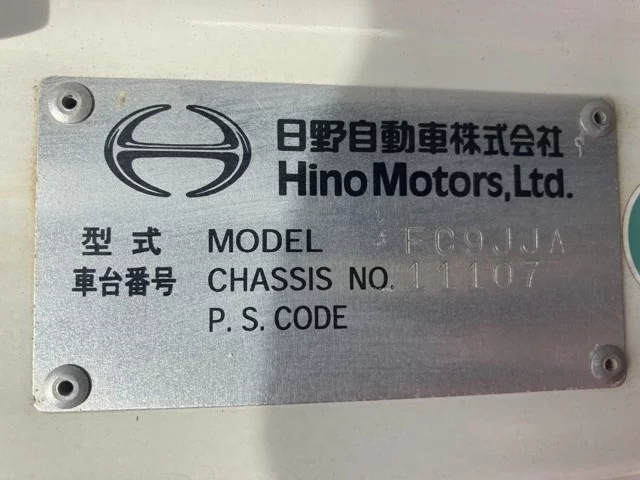 日野自動車株式会社
Hino Motors, Ltd.
型式 MODEL FC9JJA
車台番号 CHASSIS NO. 11107
P. S. CODE